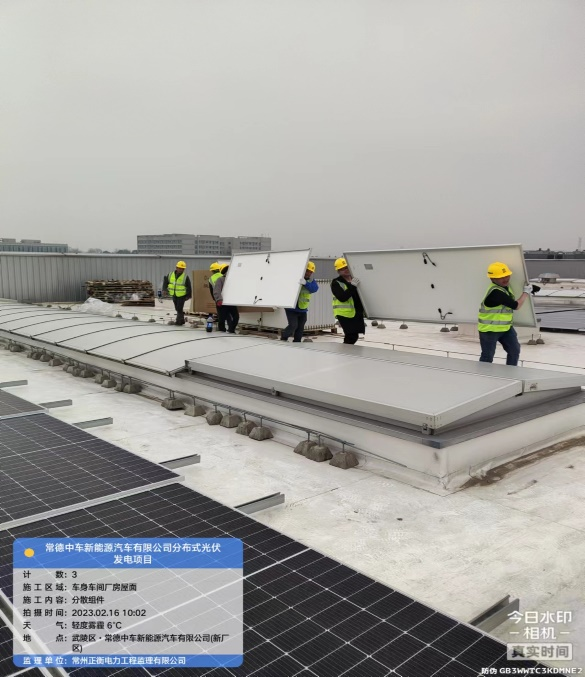 常德中车新能源汽车有限公司分布式光伏
发电项目
计 数：3
施工区域：车身车间厂房屋面
施工内容：分散组件
拍摄时间：2023.02.16 10:02
天 气：轻度雾霾 6℃
地 点：武陵区·常德中车新能源汽车有限公司(新厂
区)
监理单位：常州正衡电力工程监理有限公司
今日水印
相机
真实时间
防伪 GB3WWTC3KDMNE2